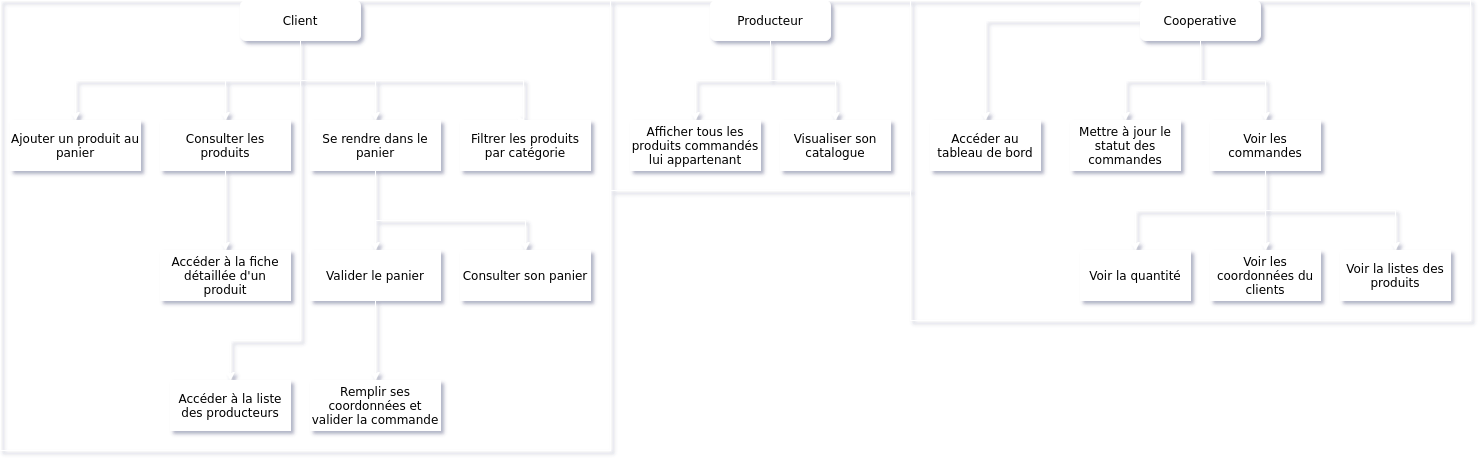 Client
Producteur
Cooperative
Ajouter un produit au
panier
Consulter les
produits
Se rendre dans le
panier
Filtrer les produits
par catégorie
Afficher tous les
produits commandés
lui appartenant
Visualiser son
catalogue
Accéder au
tableau de bord
Mettre à jour le
statut des
commandes
Voir les
commandes
Accéder à la fiche
détaillée d'un
produit
Valider le panier
Consulter son panier
Voir la quantité
Voir les
coordonnées du
clients
Voir la listes des
produits
Accéder à la liste
des producteurs
Remplir ses
coordonnées et
valider la commande